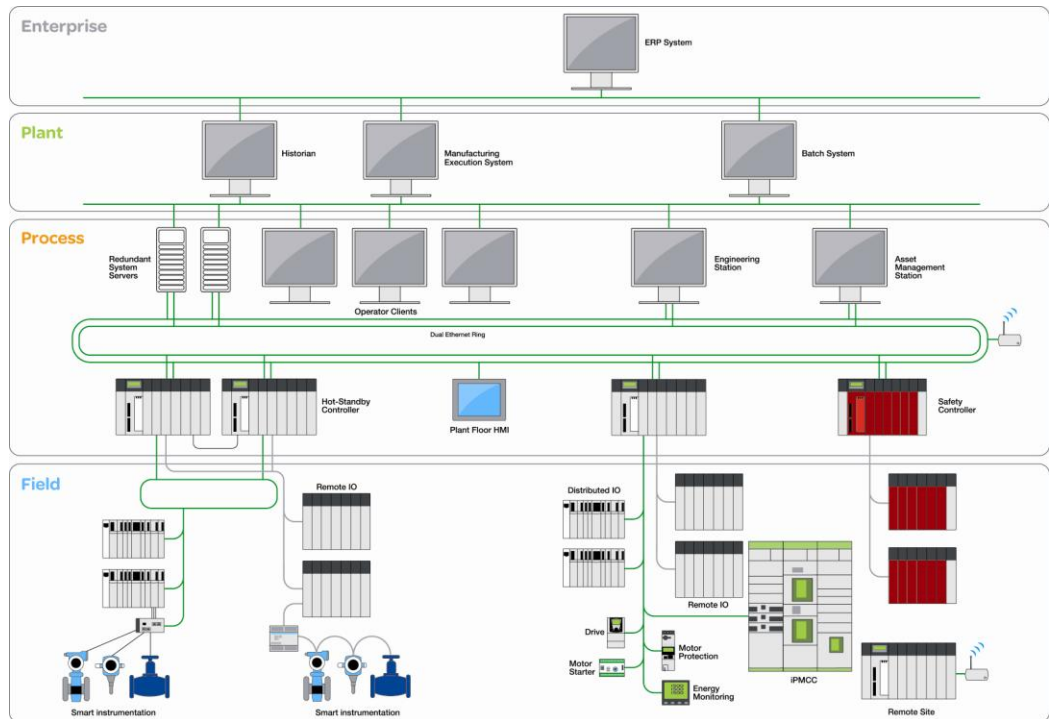 Enterprise
ERP System
Plant
Historian
Manufacturing
Execution System
Batch System
Process
Redundant
System
Servers
Operator Clients
Engineering
Station
Asset
Management
Station
Dual Ethernet Ring
Hot-Standby
Controller
Plant Floor HMI
Safety
Controller
Field
Remote IO
Distributed IO
Remote IO
Drive
Motor
Protection
Motor
Starter
Energy
Monitoring
iPMCC
Remote Site
Smart instrumentation
Smart instrumentation